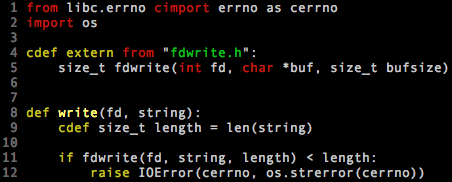 1 from libc.errno cimport errno as cerrno
2 import os
3
4 cdef extern from "fdwrite.h":
5     size_t fdwrite(int fd, char *buf, size_t bufsize)
6
7
8 def write(fd, string):
9     cdef size_t length = len(string)
10
11     if fdwrite(fd, string, length) < length:
12         raise IOError(cerrno, os.strerror(cerrno))